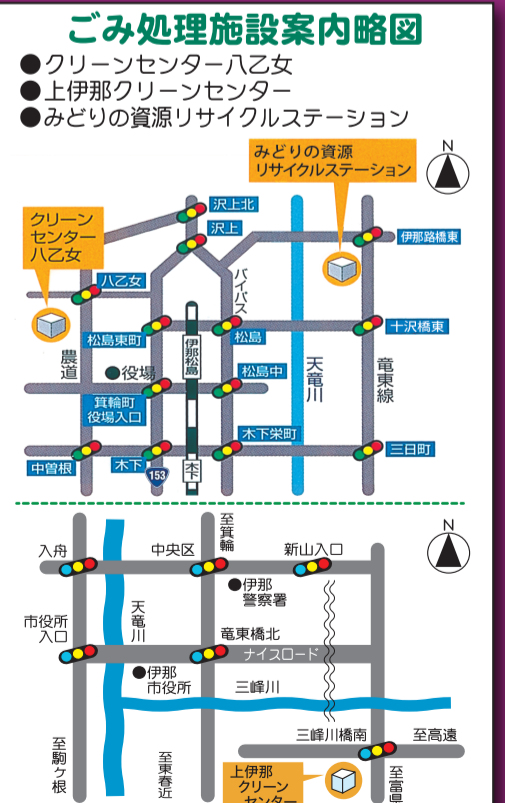 ごみ処理施設案内略図
●クリーンセンター八乙女
●上伊那クリーンセンター
●みどりの資源リサイクルステーション
みどりの資源
リサイクルステーション
N
沢上北
沢上
伊那路橋東
クリーン
センター
八乙女
八乙女
バイパス
松島東町
伊那松島
松島
十沢橋東
農道
●役場
松島中
天竜川
竜東線
箕輪町
役場入口
木下栄町
中曽根
木下
153
木下
三日町
N
入舟
中央区
至箕輪
新山入口
●伊那
警察署
市役所
入口
天竜川
竜東橋北
ナイスロード
●伊那
市役所
三峰川
三峰川橋南
至高遠
至駒ヶ根
至東春近
上伊那
クリーン
センター
至富県